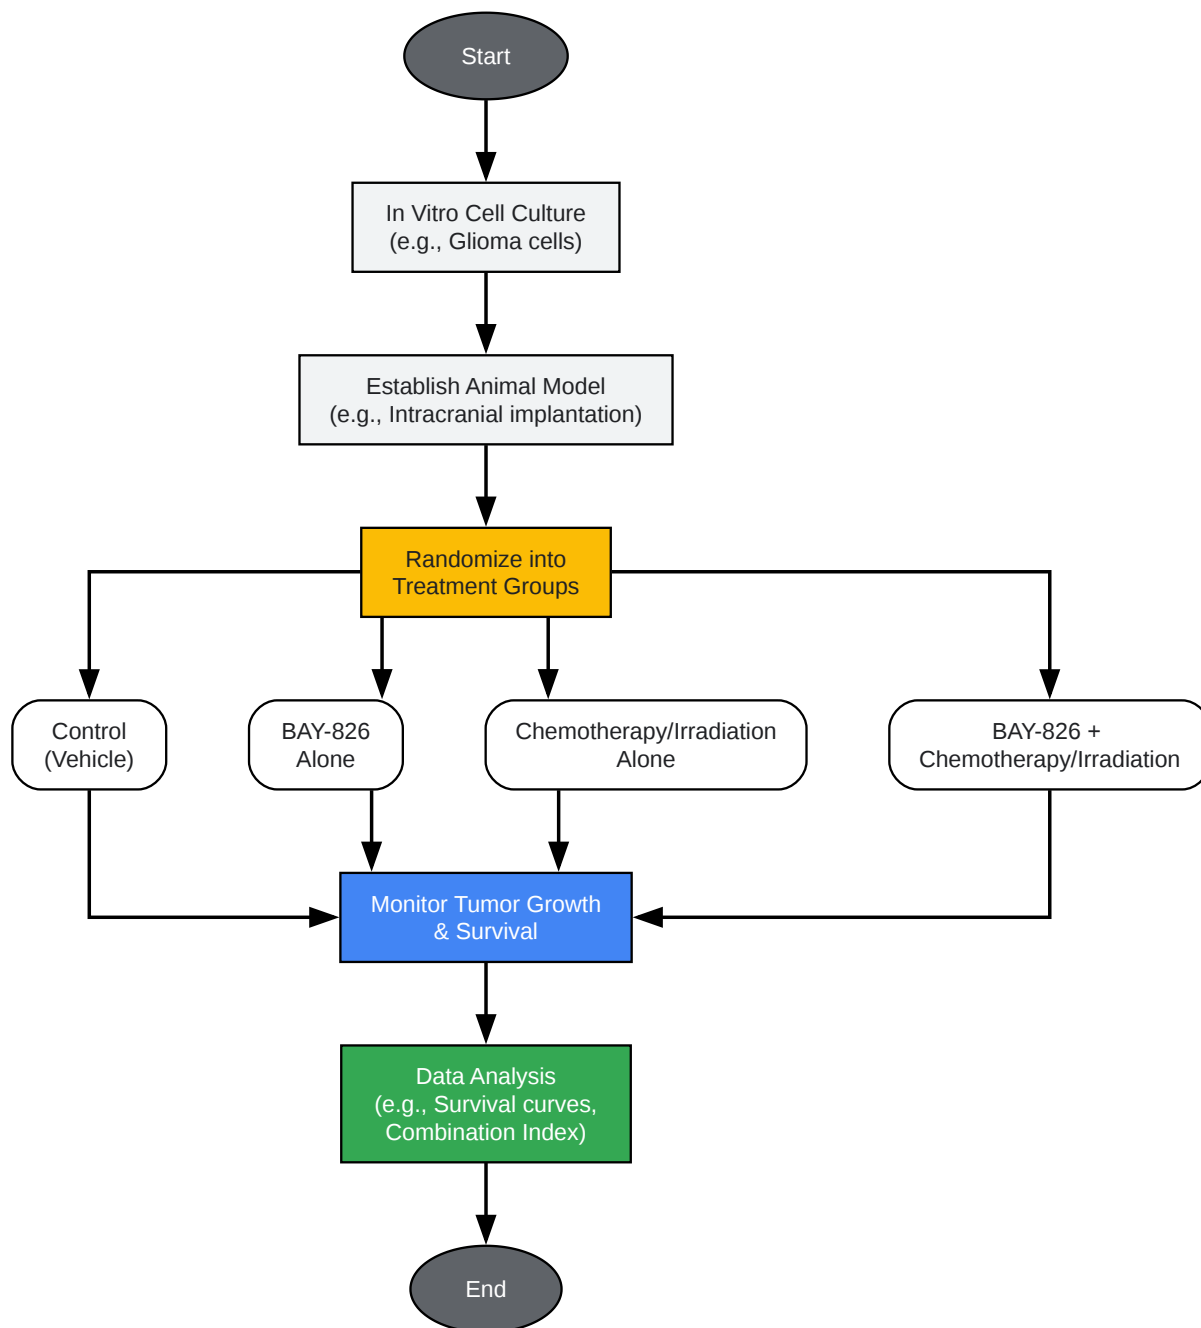 Start
In Vitro Cell Culture
(e.g., Glioma cells)
Establish Animal Model
(e.g., Intracranial implantation)
Randomize into
Treatment Groups
Control
(Vehicle)
BAY-826
Alone
Chemotherapy/Irradiation
Alone
BAY-826 +
Chemotherapy/Irradiation
Monitor Tumor Growth
& Survival
Data Analysis
(e.g., Survival curves,
Combination Index)
End